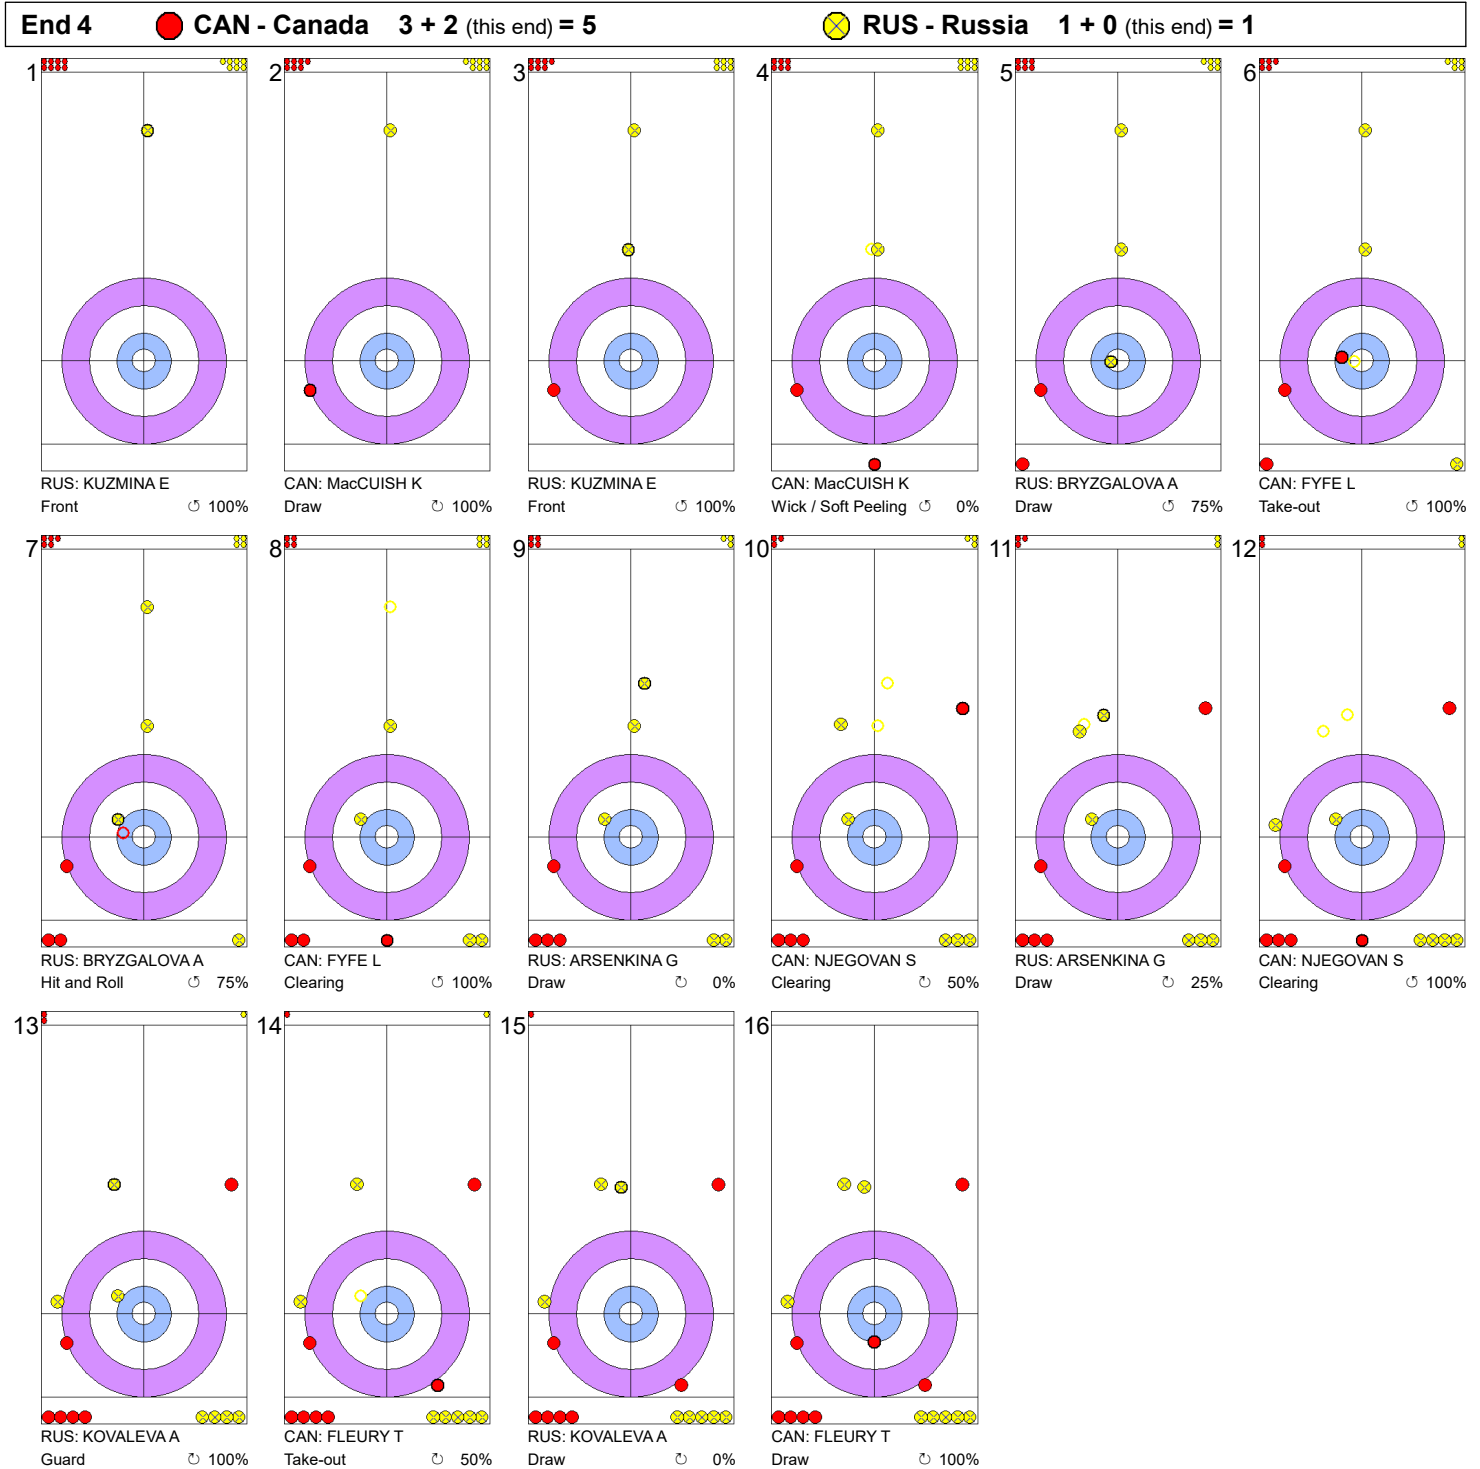 End 4 CAN - Canada 3 + 2 (this end) = 5 RUS - Russia 1 + 0 (this end) = 1
1 2 3 4 5 6
RUS: KUZMINA E
Front ↺ 100%
CAN: MacCUISH K
Draw ↻ 100%
RUS: KUZMINA E
Front ↺ 100%
CAN: MacCUISH K
Wick / Soft Peeling ↺ 0%
RUS: BRYZGALOVA A
Draw ↺ 75%
CAN: FYFE L
Take-out ↺ 100%
7 8 9 10 11 12
RUS: BRYZGALOVA A
Hit and Roll ↺ 75%
CAN: FYFE L
Clearing ↺ 100%
RUS: ARSENKINA G
Draw ↻ 0%
CAN: NJEGOVAN S
Clearing ↻ 50%
RUS: ARSENKINA G
Draw ↻ 25%
CAN: NJEGOVAN S
Clearing ↺ 100%
13 14 15 16
RUS: KOVALEVA A
Guard ↻ 100%
CAN: FLEURY T
Take-out ↻ 50%
RUS: KOVALEVA A
Draw ↻ 0%
CAN: FLEURY T
Draw ↻ 100%